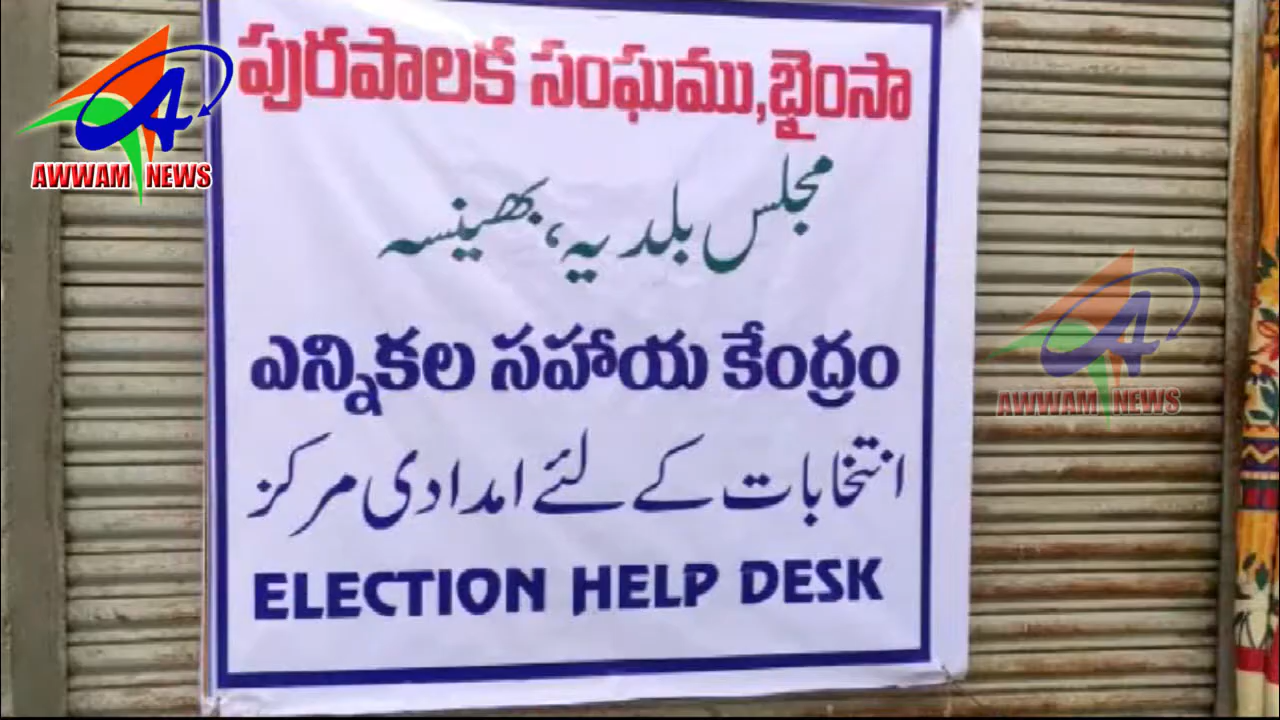 పురపాలక సంఘము,భైంసా
مجلس بلدیہ، بھینسہ
ఎన్నికల సహాయ కేంద్రం
انتخابات کے لئے امدادی مرکز
ELECTION HELP DESK
AWWAM NEWS
AWWAM NEWS